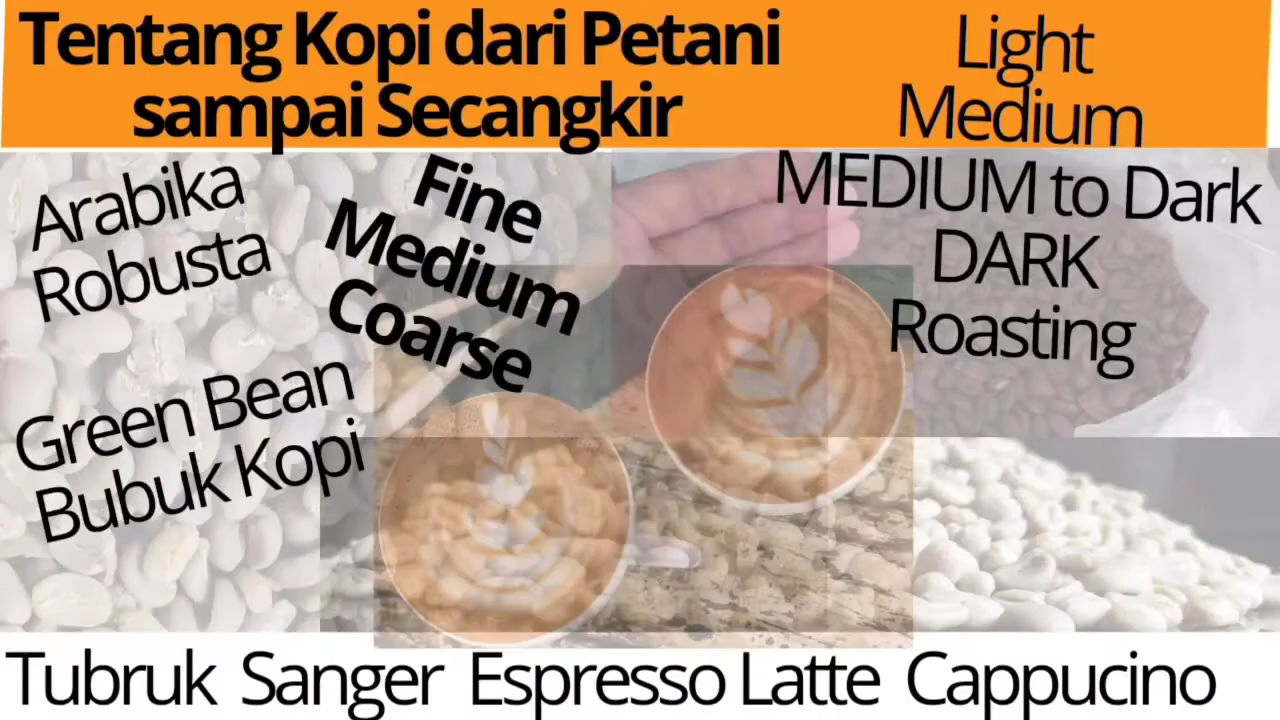 Tentang Kopi dari Petani
sampai Secangkir
Light
Medium
MEDIUM to Dark
DARK
Roasting
Arabika
Robusta
Fine
Medium
Coarse
Green Bean
Bubuk Kopi
Tubruk Sanger Espresso Latte Cappucino